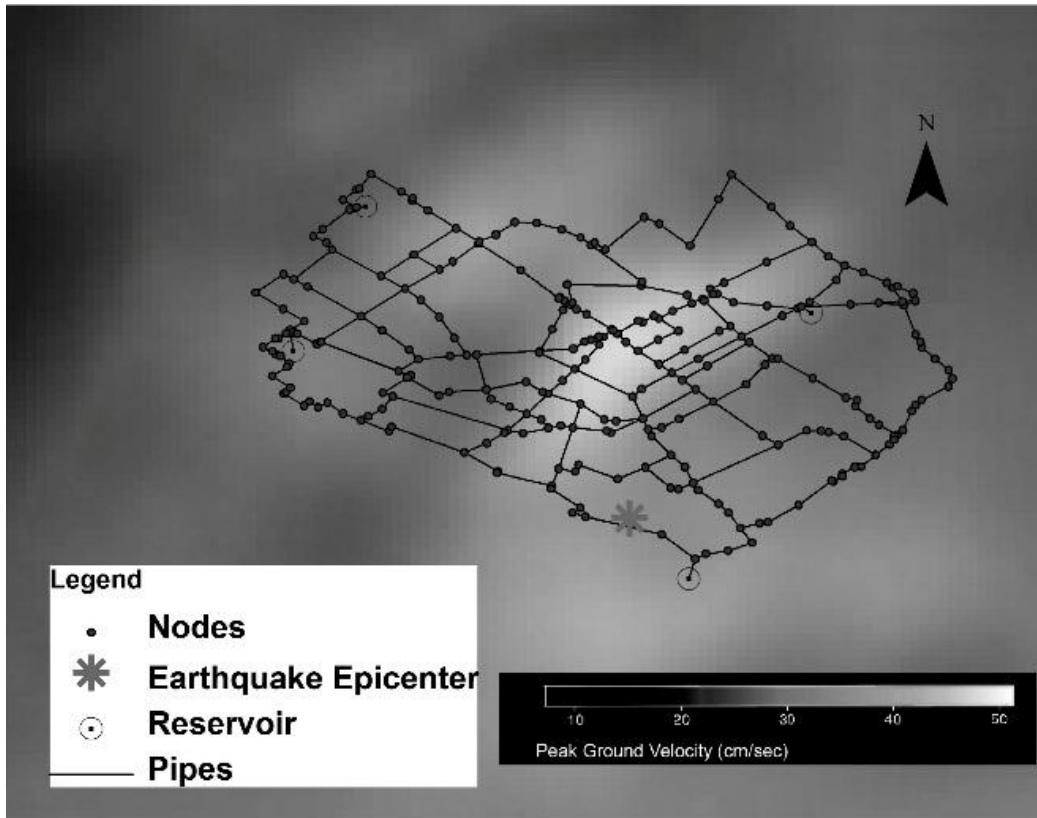 N
Legend
Nodes
Earthquake Epicenter
Reservoir
Pipes
10 20 30 40 50
Peak Ground Velocity (cm/sec)